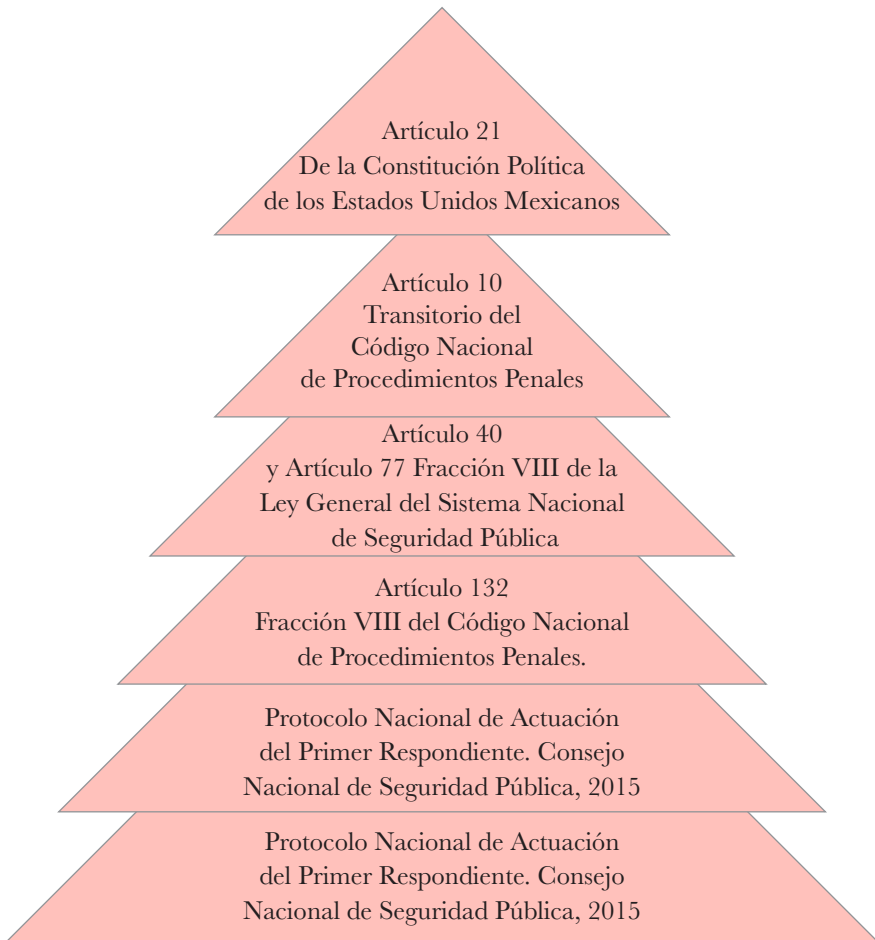 Artículo 21
De la Constitución Política
de los Estados Unidos Mexicanos
Artículo 10
Transitorio del
Código Nacional
de Procedimientos Penales
Artículo 40
y Artículo 77 Fracción VIII de la
Ley General del Sistema Nacional
de Seguridad Pública
Artículo 132
Fracción VIII del Código Nacional
de Procedimientos Penales.
Protocolo Nacional de Actuación
del Primer Respondiente. Consejo
Nacional de Seguridad Pública, 2015
Protocolo Nacional de Actuación
del Primer Respondiente. Consejo
Nacional de Seguridad Pública, 2015